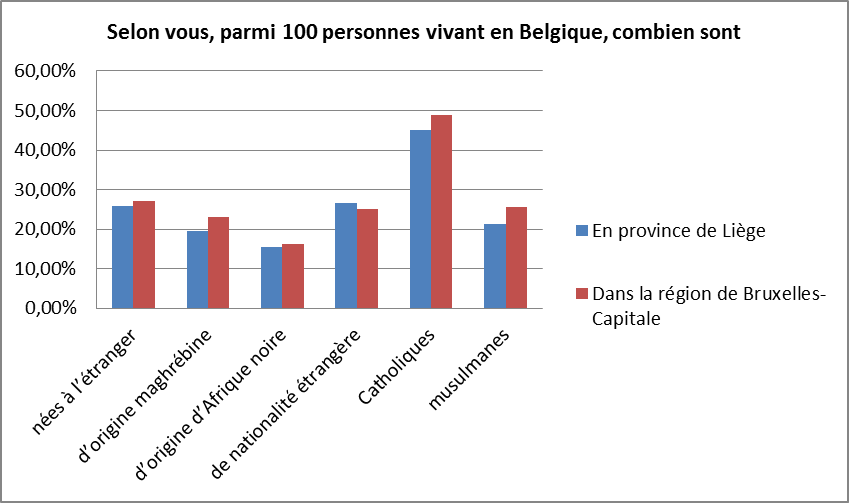 Selon vous, parmi 100 personnes vivant en Belgique, combien sont
60,00%
50,00%
40,00%
30,00%
20,00%
10,00%
0,00%
nées à l’étranger
d’origine maghrébine
d’origine d’Afrique noire
de nationalité étrangère
Catholiques
musulmanes
En province de Liège
Dans la région de Bruxelles-
Capitale